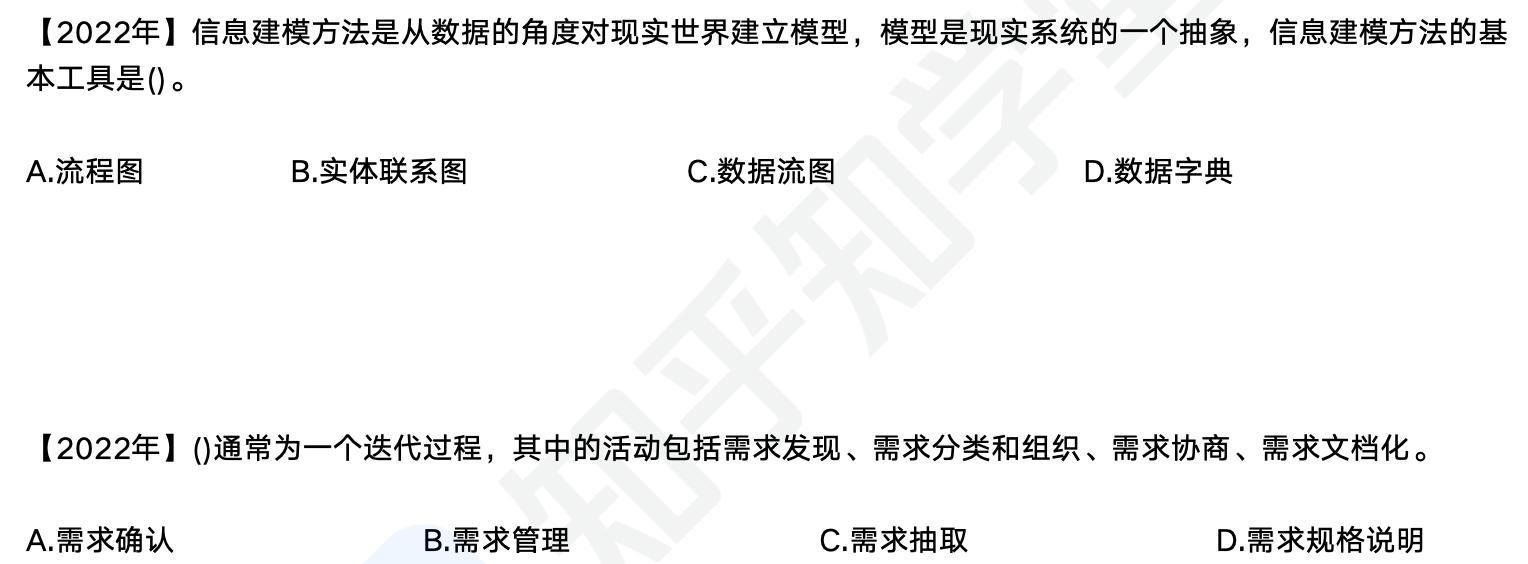 【2022年】信息建模方法是从数据的角度对现实世界建立模型，模型是现实系统的一个抽象，信息建模方法的基
本工具是()。
A.流程图 B.实体联系图 C.数据流图 D.数据字典
【2022年】()通常为一个迭代过程，其中的活动包括需求发现、需求分类和组织、需求协商、需求文档化。
A.需求确认 B.需求管理 C.需求抽取 D.需求规格说明
知乎知学堂